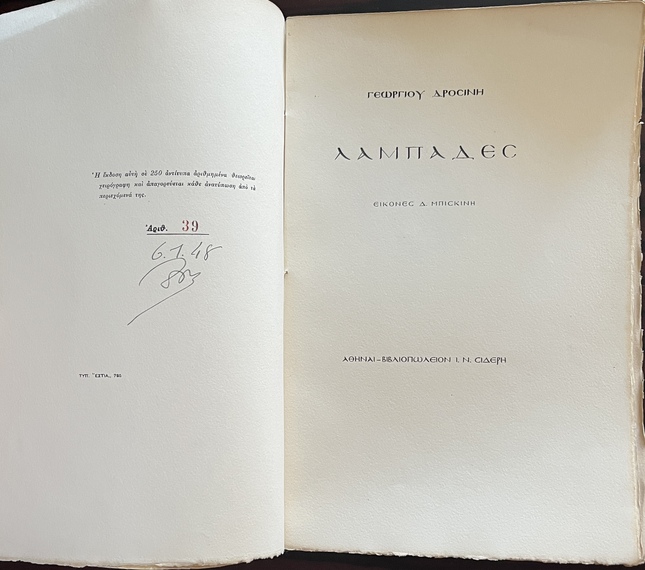 Ἡ ἔκδοση αὐτὴ σὲ 250 ἀντίτυπα ἀριθμημένα θεωρεῖται
χειρόγραφη καὶ ἀπαγορεύεται κάθε ἀνατύπωση ἀπὸ τὰ
περιεχόμενά της.
Ἀριθ. 39
6.1.48
ΤΥΠ. "ΕΣΤΙΑ,, 785
ΓΕωΡΓΙΟΥ ΔΡΟϹΙΝΗ
ΛΑΜΠΑΔΕϹ
ΕΙΚΟΝΕϹ Δ. ΜΠΙϹΚΙΝΗ
ΑΘΗΝΑΙ–ΒΙΒΛΙΟΠωΛΕΙΟΝ Ι. Ν. ϹΙΔΕΡΗ